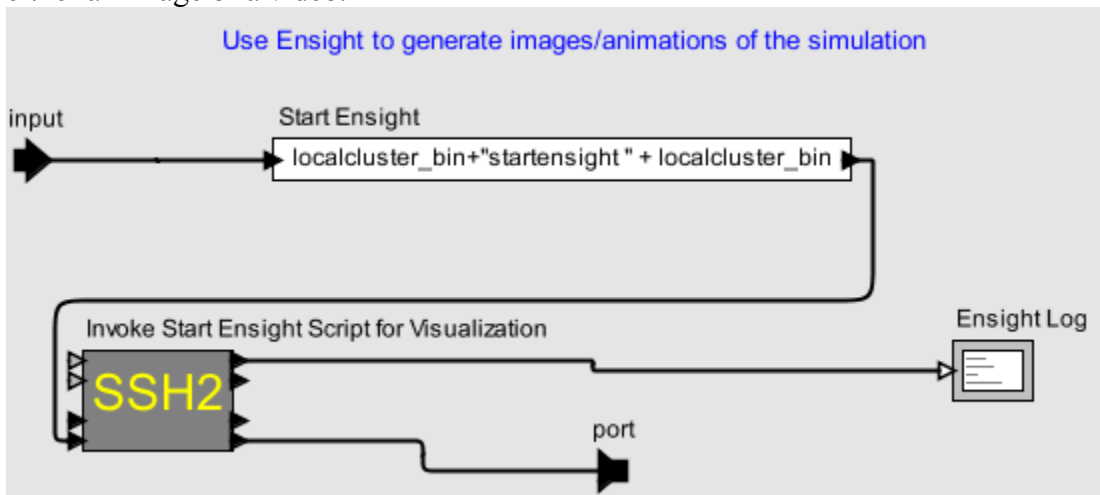 Use Ensight to generate images/animations of the simulation
input
Start Ensight
localcluster_bin+"startensight " + localcluster_bin
Invoke Start Ensight Script for Visualization
Ensight Log
SSH2
port